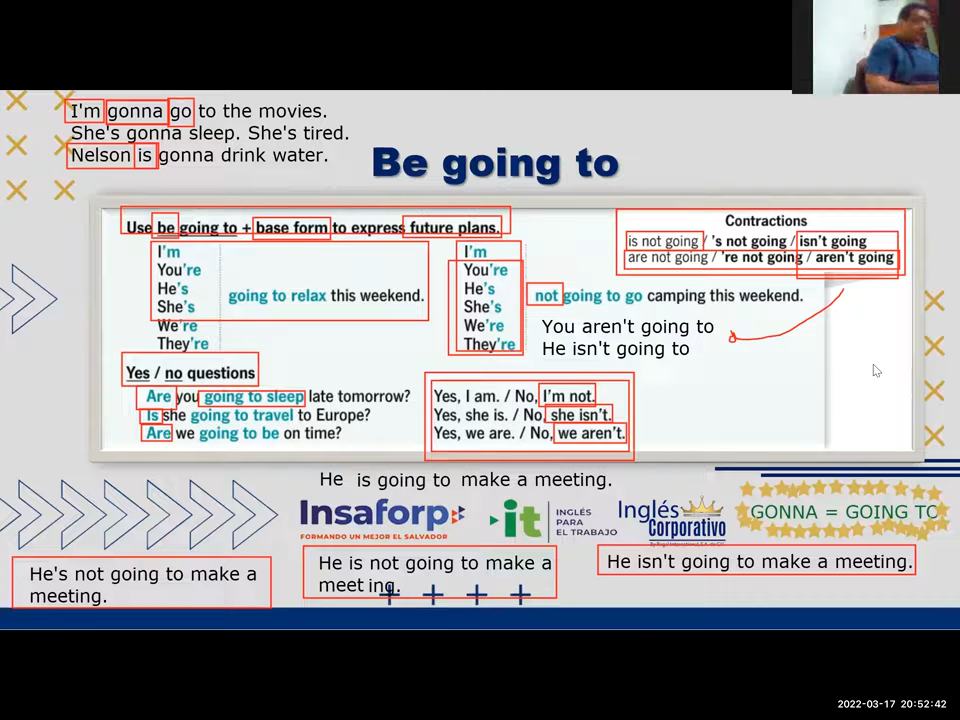 I'm gonna go to the movies.
She's gonna sleep. She's tired.
Nelson is gonna drink water.
Be going to
Use be going to + base form to express future plans.
I'm
You're
He's
She's
We're
They're
going to relax this weekend.
I'm
You're
He's
She's
We're
They're
not going to go camping this weekend.
Contractions
is not going / 's not going / isn't going
are not going / 're not going / aren't going
You aren't going to
He isn't going to
Yes / no questions
Are you going to sleep late tomorrow?
Is she going to travel to Europe?
Are we going to be on time?
Yes, I am. / No, I'm not.
Yes, she is. / No, she isn't.
Yes, we are. / No, we aren't.
He is going to make a meeting.
Insaforp
FORMANDO UN MEJOR EL SALVADOR
it
INGLÉS
PARA
EL TRABAJO
Inglés
Corporativo
GONNA = GOING TO
He's not going to make a
meeting.
He is not going to make a
meet ing.
He isn't going to make a meeting.
2022-03-17 20:52:42